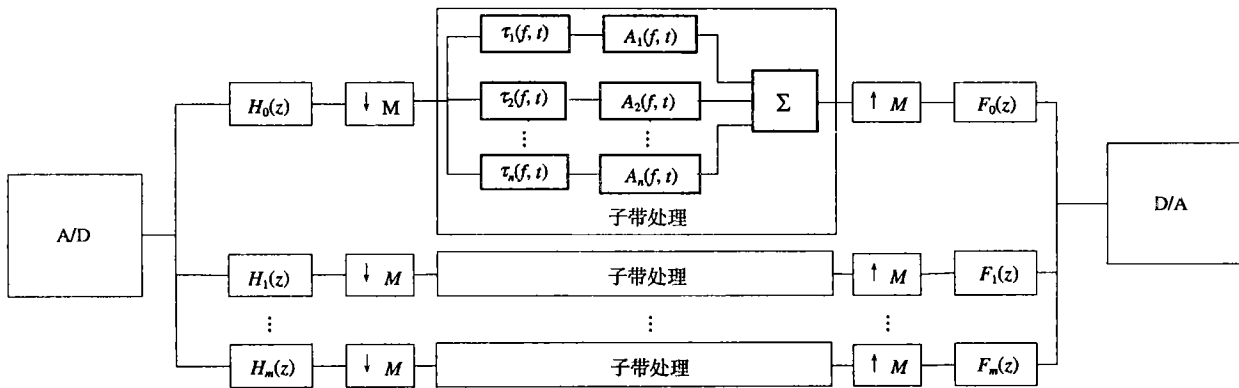 τ₁(f, t) A₁(f, t)
H₀(z) ↓ M τ₂(f, t) A₂(f, t) Σ ↑ M F₀(z)
⋮ ⋮
τₙ(f, t) Aₙ(f, t)
子带处理
A/D D/A
H₁(z) ↓ M 子带处理 ↑ M F₁(z)
⋮ ⋮ ⋮
Hₘ(z) ↓ M 子带处理 ↑ M Fₘ(z)